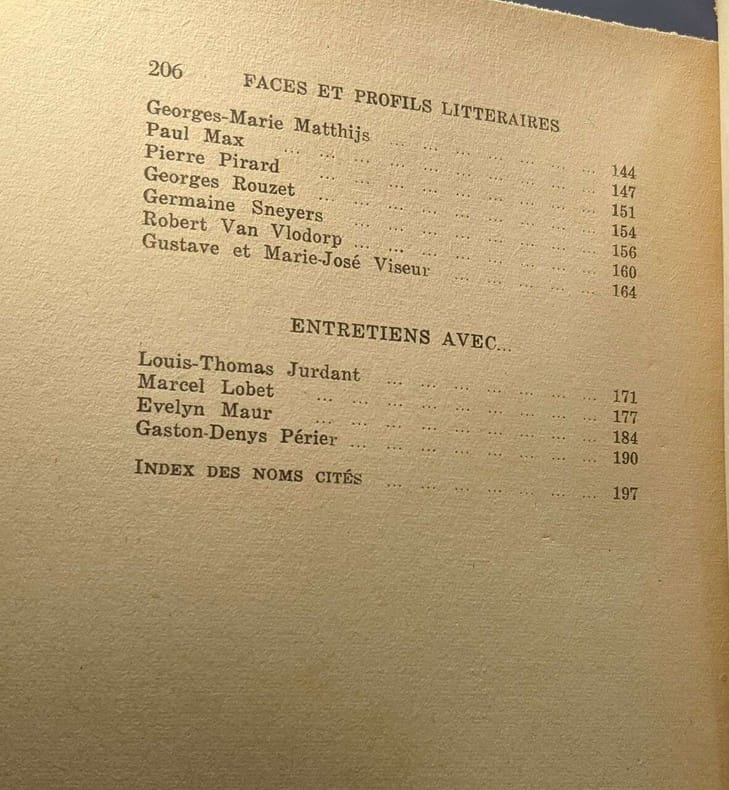 206 FACES ET PROFILS LITTERAIRES
Georges-Marie Matthijs ... ... ... ... ... ... ... 144
Paul Max ... ... ... ... ... ... ... ... ... ... 147
Pierre Pirard ... ... ... ... ... ... ... ... ... 151
Georges Rouzet ... ... ... ... ... ... ... ... ... 154
Germaine Sneyers ... ... ... ... ... ... ... ... 156
Robert Van Vlodorp ... ... ... ... ... ... ... ... 160
Gustave et Marie-José Viseur ... ... ... ... ... 164
ENTRETIENS AVEC...
Louis-Thomas Jurdant ... ... ... ... ... ... ... 171
Marcel Lobet ... ... ... ... ... ... ... ... ... 177
Evelyn Maur ... ... ... ... ... ... ... ... ... 184
Gaston-Denys Périer ... ... ... ... ... ... ... ... 190
INDEX DES NOMS CITÉS ... ... ... ... ... ... ... 197